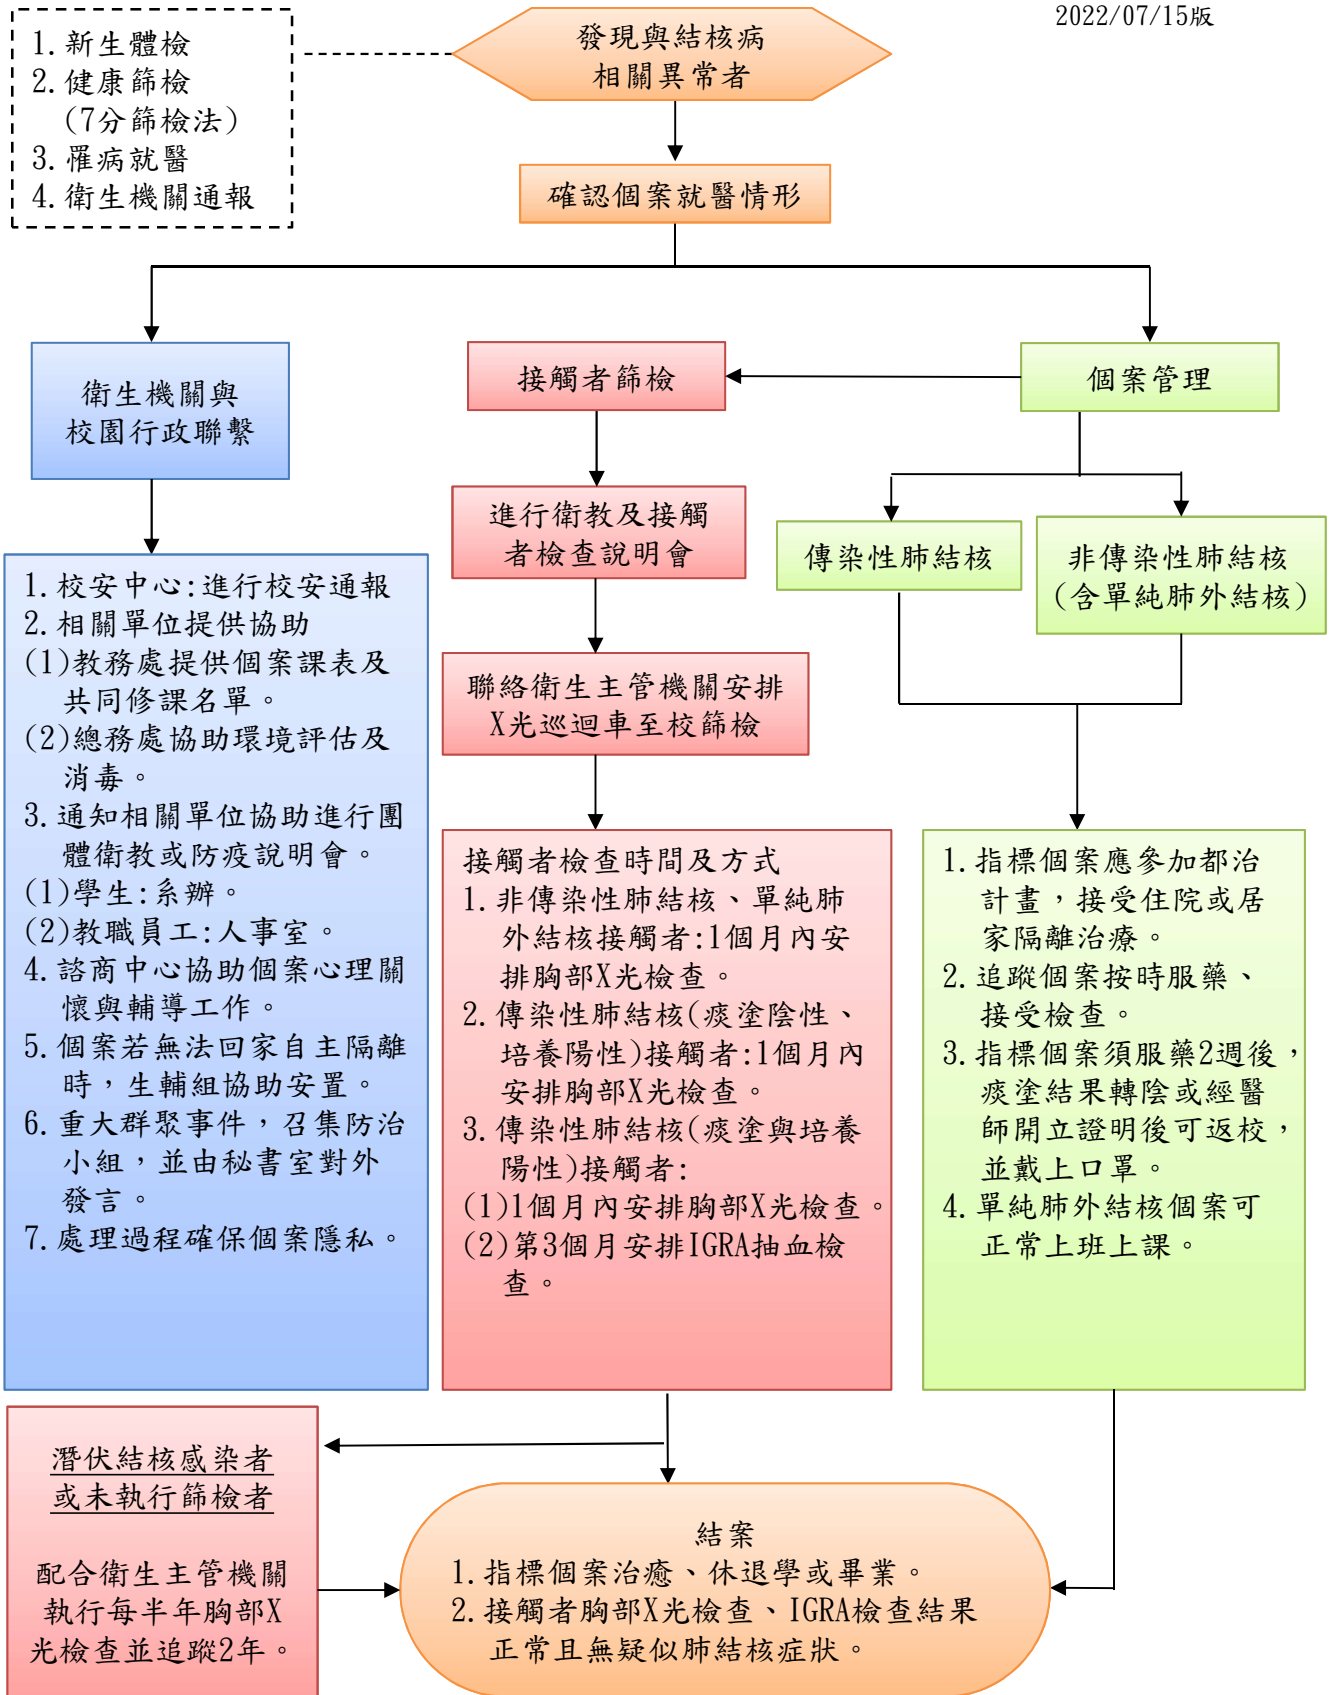 2022/07/15版
1.新生體檢
2.健康篩檢
(7分篩檢法)
3.罹病就醫
4.衛生機關通報
發現與結核病
相關異常者
確認個案就醫情形
衛生機關與
校園行政聯繫
接觸者篩檢
個案管理
進行衛教及接觸
者檢查說明會
傳染性肺結核
非傳染性肺結核
(含單純肺外結核)
聯絡衛生主管機關安排
X光巡迴車至校篩檢
1.校安中心:進行校安通報
2.相關單位提供協助
(1)教務處提供個案課表及
共同修課名單。
(2)總務處協助環境評估及
消毒。
3.通知相關單位協助進行團
體衛教或防疫說明會。
(1)學生:系辦。
(2)教職員工:人事室。
4.諮商中心協助個案心理關
懷與輔導工作。
5.個案若無法回家自主隔離
時，生輔組協助安置。
6.重大群聚事件，召集防治
小組，並由秘書室對外
發言。
7.處理過程確保個案隱私。
接觸者檢查時間及方式
1.非傳染性肺結核、單純肺
外結核接觸者:1個月內安
排胸部X光檢查。
2.傳染性肺結核(痰塗陰性、
培養陽性)接觸者:1個月內
安排胸部X光檢查。
3.傳染性肺結核(痰塗與培養
陽性)接觸者:
(1)1個月內安排胸部X光檢查。
(2)第3個月安排IGRA抽血檢
查。
1.指標個案應參加都治
計畫，接受住院或居
家隔離治療。
2.追蹤個案按時服藥、
接受檢查。
3.指標個案須服藥2週後，
痰塗結果轉陰或經醫
師開立證明後可返校，
並戴上口罩。
4.單純肺外結核個案可
正常上班上課。
潛伏結核感染者
或未執行篩檢者
配合衛生主管機關
執行每半年胸部X
光檢查並追蹤2年。
結案
1.指標個案治癒、休退學或畢業。
2.接觸者胸部X光檢查、IGRA檢查結果
正常且無疑似肺結核症狀。